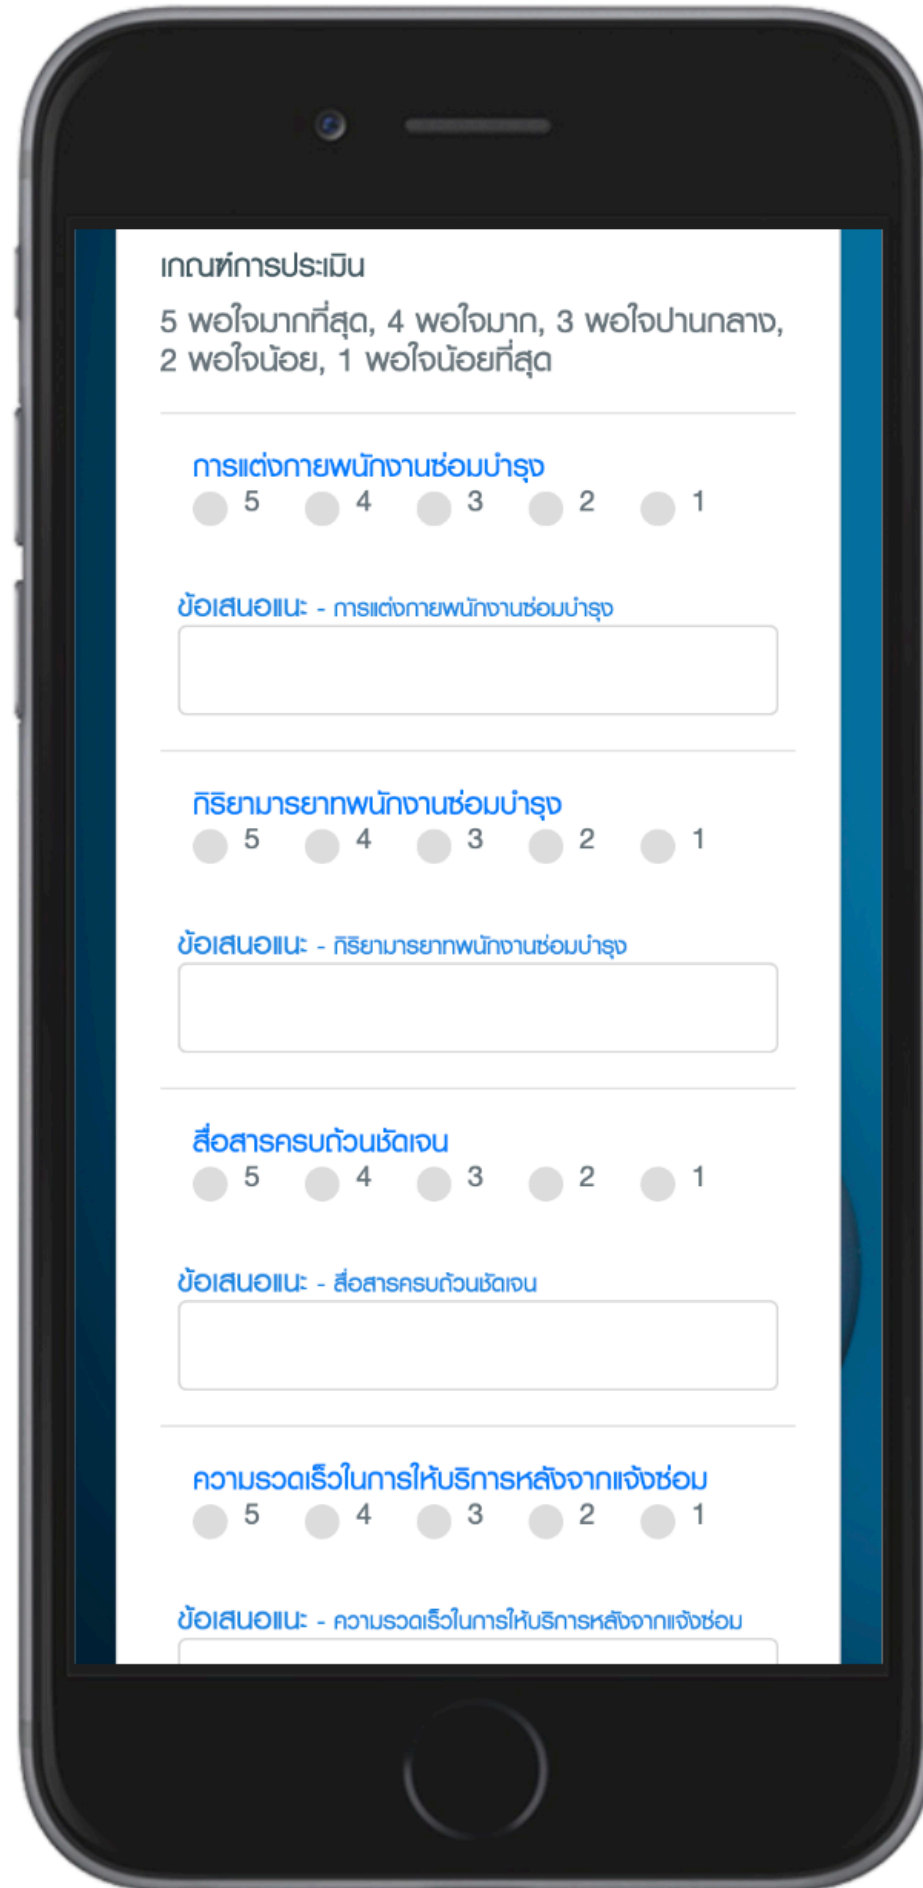 เกณฑ์การประเมิน
5 พอใจมากที่สุด, 4 พอใจมาก, 3 พอใจปานกลาง,
2 พอใจน้อย, 1 พอใจน้อยที่สุด
การแต่งกายพนักงานซ่อมบำรุง
5 4 3 2 1
ข้อเสนอแนะ - การแต่งกายพนักงานซ่อมบำรุง
กิริยามารยาทพนักงานซ่อมบำรุง
5 4 3 2 1
ข้อเสนอแนะ - กิริยามารยาทพนักงานซ่อมบำรุง
สื่อสารครบถ้วนชัดเจน
5 4 3 2 1
ข้อเสนอแนะ - สื่อสารครบถ้วนชัดเจน
ความรวดเร็วในการให้บริการหลังจากแจ้งซ่อม
5 4 3 2 1
ข้อเสนอแนะ - ความรวดเร็วในการให้บริการหลังจากแจ้งซ่อม